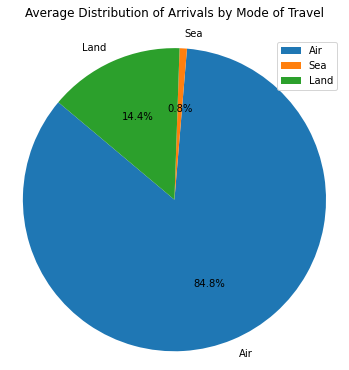 Average Distribution of Arrivals by Mode of Travel
Sea
Land
Air
Sea
Land
0.8%
14.4%
84.8%
Air